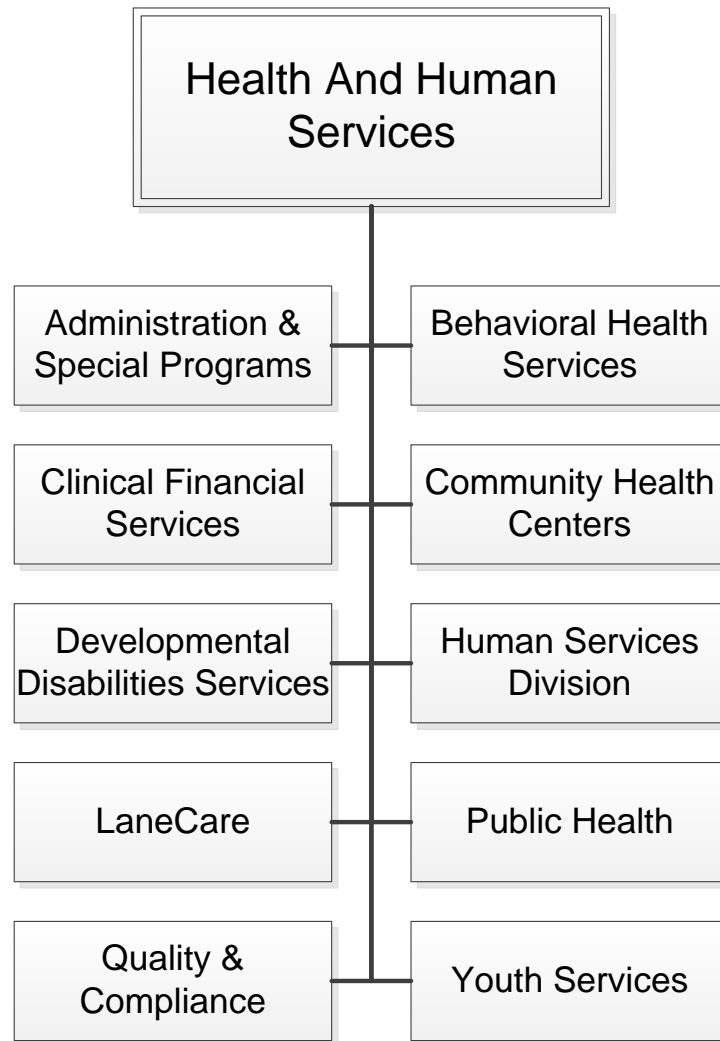 Health And Human
Services
Administration &
Special Programs
Behavioral Health
Services
Clinical Financial
Services
Community Health
Centers
Developmental
Disabilities Services
Human Services
Division
LaneCare
Public Health
Quality &
Compliance
Youth Services